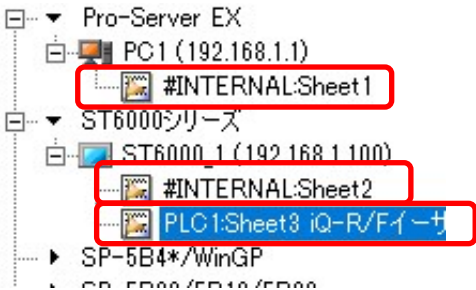 Pro-Server EX
PC1 (192.168.1.1)
#INTERNAL:Sheet1
ST6000シリーズ
ST6000_1 (192.168.1.100)
#INTERNAL:Sheet2
PLC1:Sheet3 iQ-R/Fイーサ
SP-5B4*/WinGP